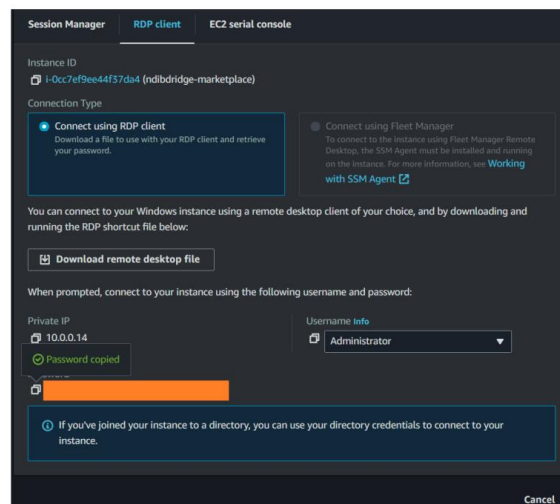 Session Manager
RDP client
EC2 serial console
Instance ID
i-0cc7ef9ee44f37da4 (ndibdridge-marketplace)
Connection Type
Connect using RDP client
Download a file to use with your RDP client and retrieve
your password.
Connect using Fleet Manager
To connect to the instance using Fleet Manager Remote
Desktop, the SSM Agent must be installed and running
on the instance. For more information, see Working
with SSM Agent
You can connect to your Windows instance using a remote desktop client of your choice, and by downloading and
running the RDP shortcut file below:
Download remote desktop file
When prompted, connect to your instance using the following username and password:
Private IP
10.0.0.14
Username Info
Administrator
Password copied
If you've joined your instance to a directory, you can use your directory credentials to connect to your
instance.
Cancel